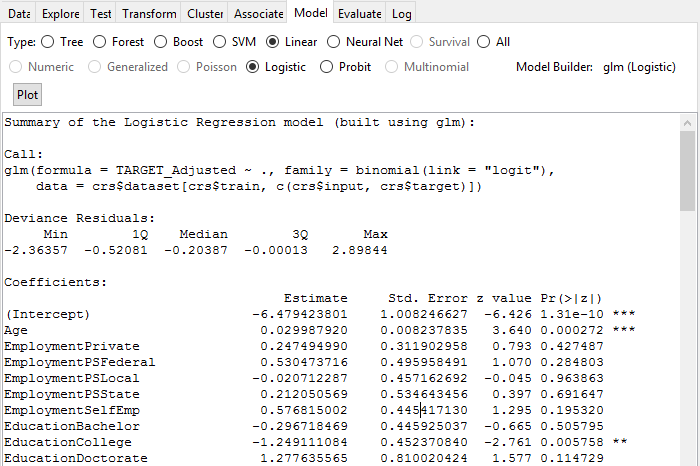 Data Explore Test Transform Cluster Associate Model Evaluate Log
Type: Tree Forest Boost SVM Linear Neural Net Survival All
Numeric Generalized Poisson Logistic Probit Multinomial Model Builder: glm (Logistic)
Plot
Summary of the Logistic Regression model (built using glm):
Call:
glm(formula = TARGET_Adjusted ~ ., family = binomial(link = "logit"),
data = crs$dataset[crs$train, c(crs$input, crs$target)])
Deviance Residuals:
Min 1Q Median 3Q Max
-2.36357 -0.52081 -0.20387 -0.00013 2.89844
Coefficients:
Estimate Std. Error z value Pr(>|z|)
(Intercept) -6.479423801 1.008246627 -6.426 1.31e-10 ***
Age 0.029987920 0.008237835 3.640 0.000272 ***
EmploymentPrivate 0.247494990 0.311902958 0.793 0.427487
EmploymentPSFederal 0.530473716 0.495958491 1.070 0.284803
EmploymentPSLocal -0.020712287 0.457162692 -0.045 0.963863
EmploymentPSState 0.212050569 0.534643456 0.397 0.691647
EmploymentSelfEmp 0.576815002 0.445417130 1.295 0.195320
EducationBachelor -0.296718469 0.445925037 -0.665 0.505795
EducationCollege -1.249111084 0.452370840 -2.761 0.005758 **
EducationDoctorate 1.277635565 0.810020424 1.577 0.114729